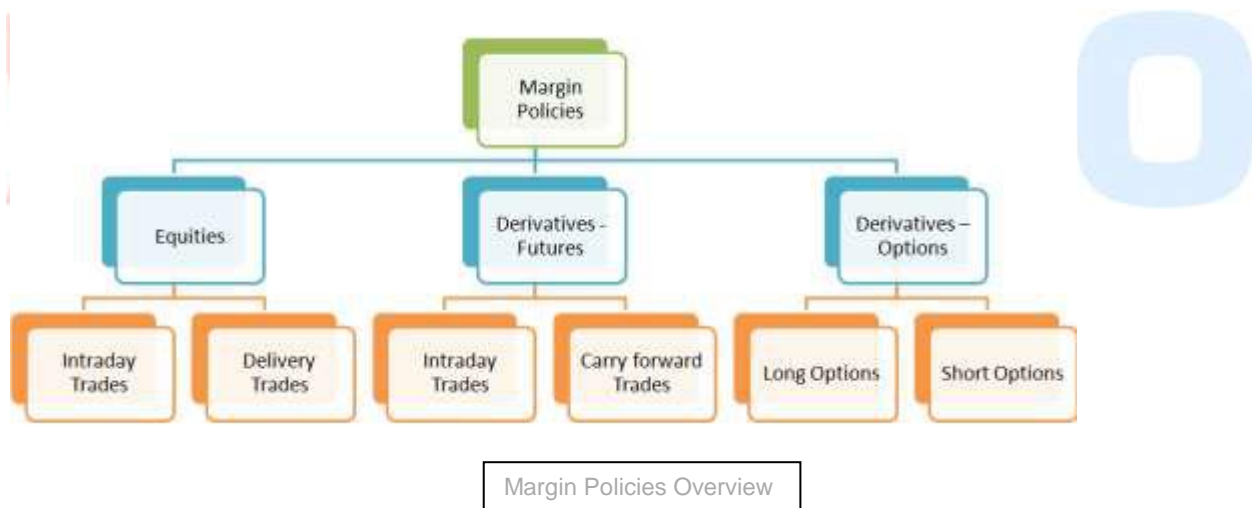 Margin
Policies
Equities
Derivatives -
Futures
Derivatives –
Options
Intraday
Trades
Delivery
Trades
Intraday
Trades
Carry forward
Trades
Long Options
Short Options
Margin Policies Overview